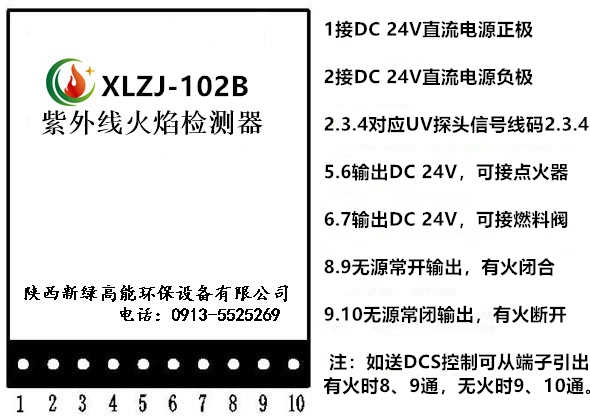 XLZJ-102B
紫外线火焰检测器
陕西新绿高能环保设备有限公司
电话：0913-5525269
1 2 3 4 5 6 7 8 9 10
1接DC 24V直流电源正极
2接DC 24V直流电源负极
2.3.4对应UV探头信号线码2.3.4
5.6输出DC 24V，可接点火器
6.7输出DC 24V，可接燃料阀
8.9无源常开输出，有火闭合
9.10无源常闭输出，有火断开
注：如送DCS控制可从端子引出
有火时8、9通，无火时9、10通。